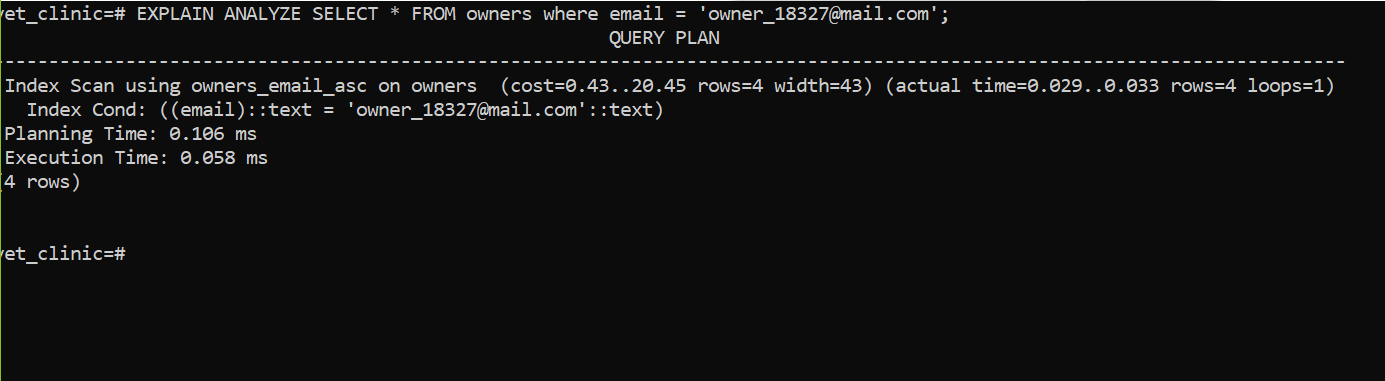 vet_clinic=# EXPLAIN ANALYZE SELECT * FROM owners where email = 'owner_18327@mail.com';
QUERY PLAN
-----------------------------------------------------------------------------------------------------------------------------
Index Scan using owners_email_asc on owners  (cost=0.43..20.45 rows=4 width=43) (actual time=0.029..0.033 rows=4 loops=1)
Index Cond: ((email)::text = 'owner_18327@mail.com'::text)
Planning Time: 0.106 ms
Execution Time: 0.058 ms
(4 rows)
vet_clinic=#